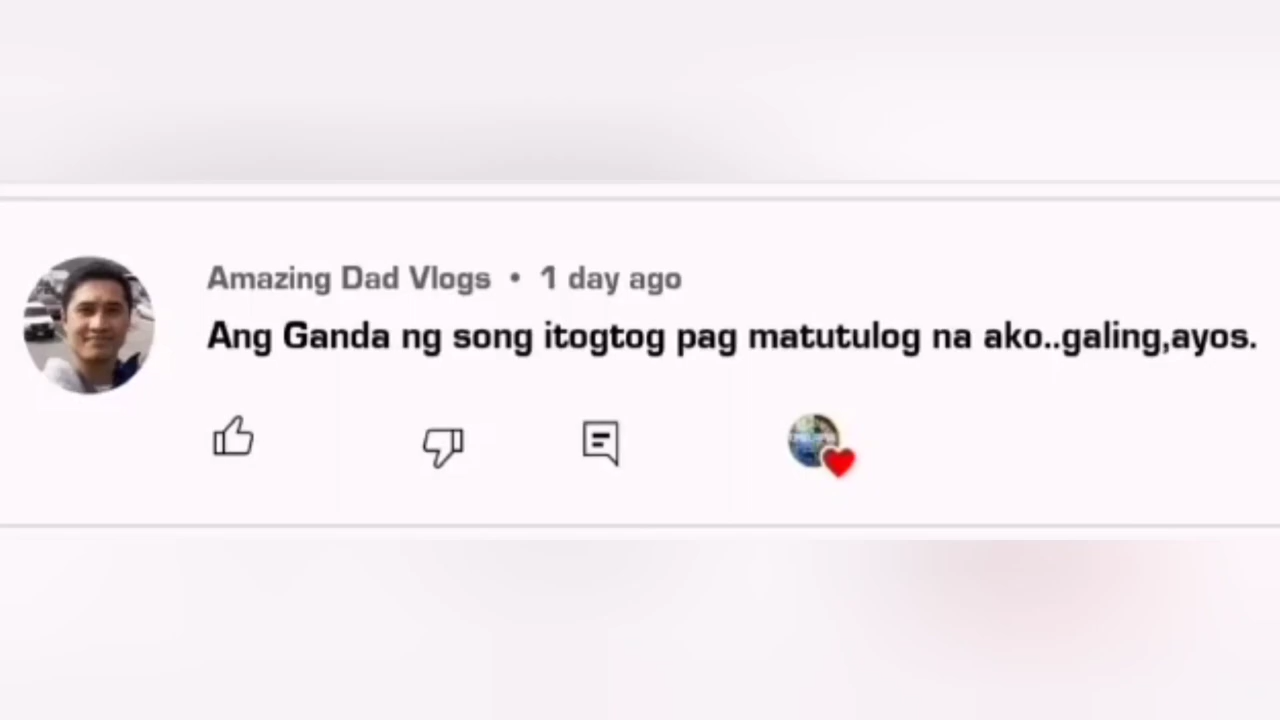 Amazing Dad Vlogs • 1 day ago
Ang Ganda ng song itogtog pag matutulog na ako..galing,ayos.